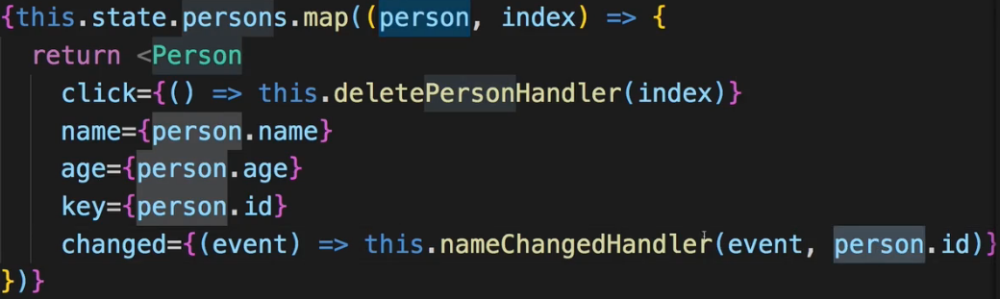 {this.state.persons.map((person, index) => {
return <Person
click={() => this.deletePersonHandler(index)}
name={person.name}
age={person.age}
key={person.id}
changed={(event) => this.nameChangedHandler(event, person.id)}
})}